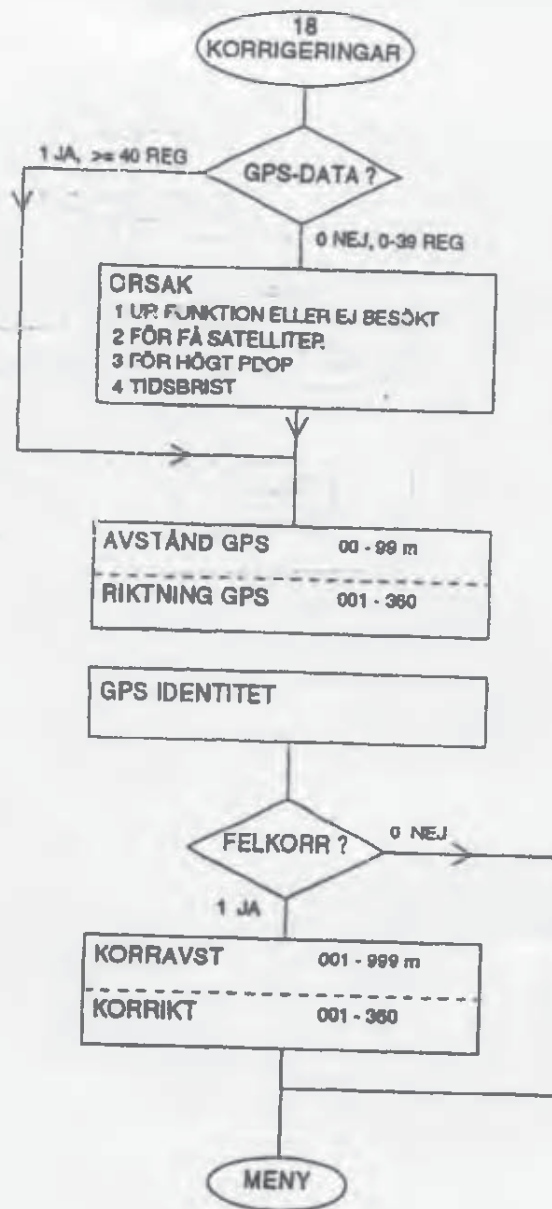 18
KORRIGERINGAR
1 JA, >= 40 REG
GPS-DATA ?
0 NEJ, 0-39 REG
ORSAK
1 UR FUNKTION ELLER EJ BESÖKT
2 FÖR FÅ SATELLITER
3 FÖR HÖGT PDOP
4 TIDSBRIST
AVSTÅND GPS 00 - 99 m
RIKTNING GPS 001 - 360
GPS IDENTITET
FELKORR ?
0 NEJ
1 JA
KORRAVST 001 - 999 m
KORRIKT 001 - 360
MENY